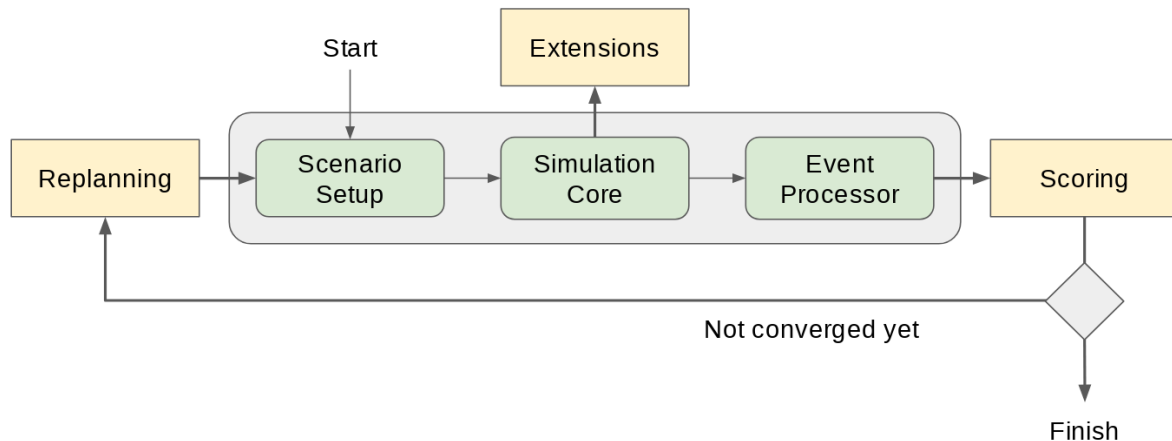 Start
Extensions
Replanning
Scenario
Setup
Simulation
Core
Event
Processor
Scoring
Not converged yet
Finish